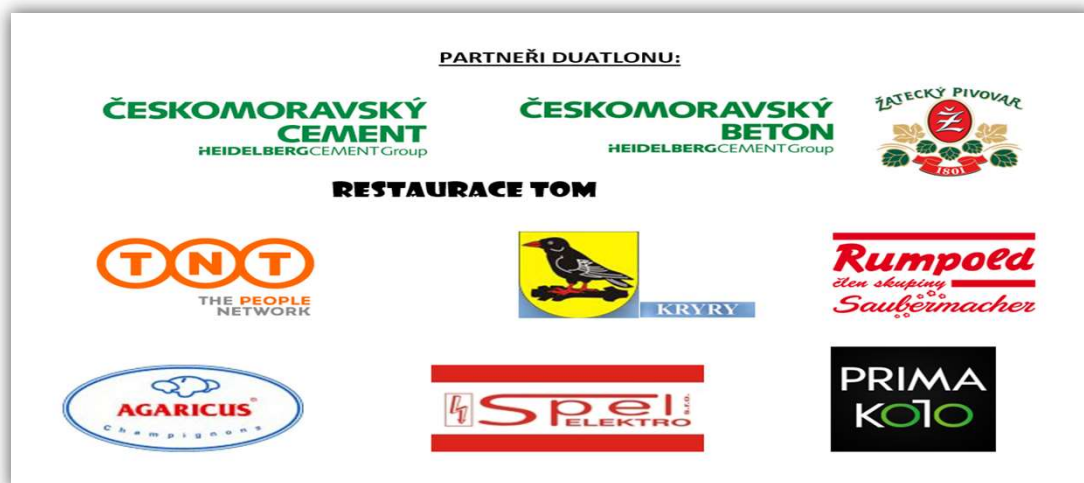 PARTNEŘI DUATLONU:
ČESKOMORAVSKÝ
CEMENT
HEIDELBERGCEMENT Group
ČESKOMORAVSKÝ
BETON
HEIDELBERGCEMENT Group
ŽATECKÝ PIVOVAR
Ž
1801
RESTAURACE TOM
TNT
THE PEOPLE
NETWORK
KRYRY
Rumpold
člen skupiny
Saubermacher
AGARICUS®
Champignons
Spel s.r.o.
ELEKTRO
PRIMA
KOLO